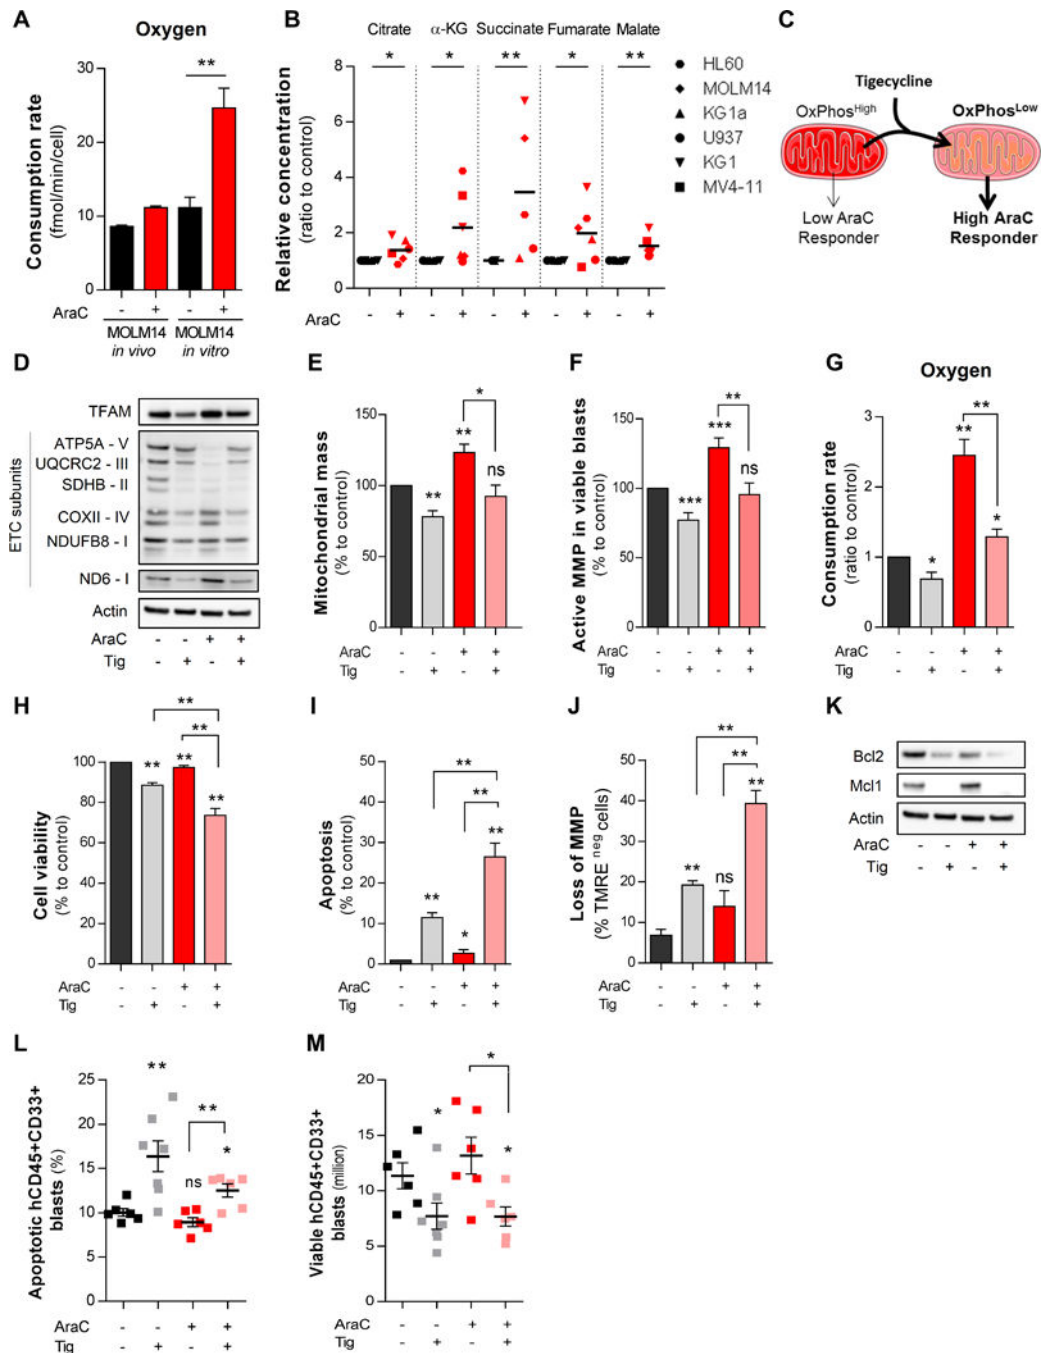 A
Oxygen
Consumption rate
(fmol/min/cell)
30
20
10
0
**
AraC
- + - +
MOLM14
in vivo
MOLM14
in vitro
B
Citrate α-KG Succinate Fumarate Malate
* * ** * **
Relative concentration
(ratio to control)
8
6
4
2
0
AraC
- + - + - + - + - +
HL60
MOLM14
KG1a
U937
KG1
MV4-11
C
Tigecycline
OxPhosHigh
OxPhosLow
Low AraC
Responder
High AraC
Responder
D
TFAM
ETC subunits
ATP5A - V
UQCRC2 - III
SDHB - II
COXII - IV
NDUFB8 - I
ND6 - I
Actin
AraC - - + +
Tig - + - +
E
Mitochondrial mass
(% to control)
150
100
50
0
*
**
**
ns
AraC - - + +
Tig - + - +
F
Active MMP in viable blasts
(% to control)
150
100
50
0
**
***
***
ns
AraC - - + +
Tig - + - +
G
Oxygen
Consumption rate
(ratio to control)
3
2
1
0
**
**
*
*
AraC - - + +
Tig - + - +
H
Cell viability
(% to control)
100
80
60
40
20
0
**
**
**
**
**
AraC - - + +
Tig - + - +
I
Apoptosis
(% to control)
50
40
30
20
10
0
**
**
**
**
*
AraC - - + +
Tig - + - +
J
Loss of MMP
(% TMRE neg cells)
50
40
30
20
10
0
**
**
**
**
ns
AraC - - + +
Tig - + - +
K
Bcl2
Mcl1
Actin
AraC - - + +
Tig - + - +
L
Apoptotic hCD45+CD33+
blasts (%)
25
20
15
10
5
0
**
**
ns
*
AraC - - + +
Tig - + - +
M
Viable hCD45+CD33+
blasts (million)
20
15
10
5
0
*
*
*
AraC - - + +
Tig - + - +